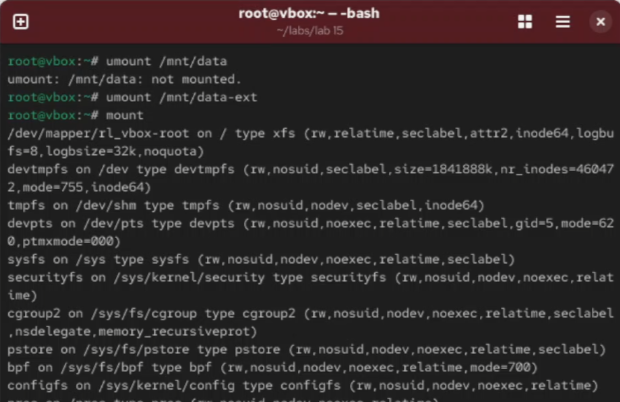 root@vbox:~ — -bash
~/labs/lab 15
root@vbox:~# umount /mnt/data
umount: /mnt/data: not mounted.
root@vbox:~# umount /mnt/data-ext
root@vbox:~# mount
/dev/mapper/rl_vbox-root on / type xfs (rw,relatime,seclabel,attr2,inode64,logbu
fs=8,logbsize=32k,noquota)
devtmpfs on /dev type devtmpfs (rw,nosuid,seclabel,size=1841888k,nr_inodes=46047
2,mode=755,inode64)
tmpfs on /dev/shm type tmpfs (rw,nosuid,nodev,seclabel,inode64)
devpts on /dev/pts type devpts (rw,nosuid,noexec,relatime,seclabel,gid=5,mode=62
0,ptmxmode=000)
sysfs on /sys type sysfs (rw,nosuid,nodev,noexec,relatime,seclabel)
securityfs on /sys/kernel/security type securityfs (rw,nosuid,nodev,noexec,relat
ime)
cgroup2 on /sys/fs/cgroup type cgroup2 (rw,nosuid,nodev,noexec,relatime,seclabel
,nsdelegate,memory_recursiveprot)
pstore on /sys/fs/pstore type pstore (rw,nosuid,nodev,noexec,relatime,seclabel)
bpf on /sys/fs/bpf type bpf (rw,nosuid,nodev,noexec,relatime,mode=700)
configfs on /sys/kernel/config type configfs (rw,nosuid,nodev,noexec,relatime)